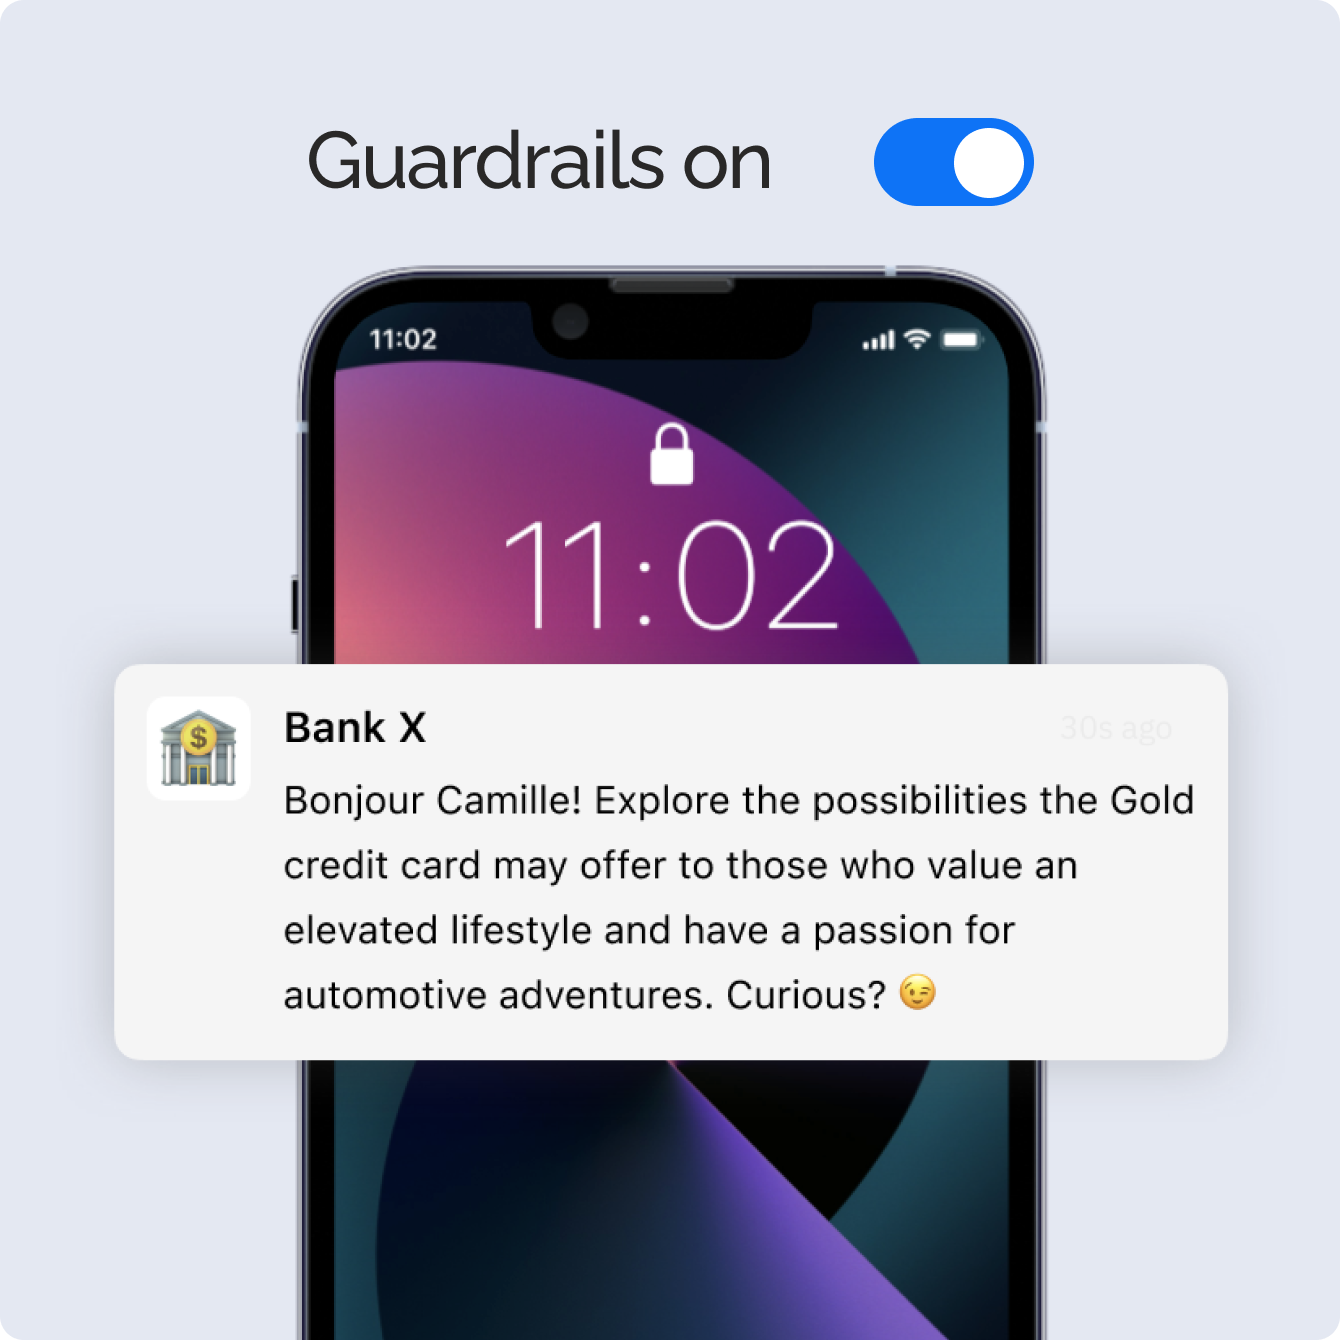 Guardrails on
11:02
11:02
Bank X
30s ago
Bonjour Camille! Explore the possibilities the Gold
credit card may offer to those who value an
elevated lifestyle and have a passion for
automotive adventures. Curious? 😉